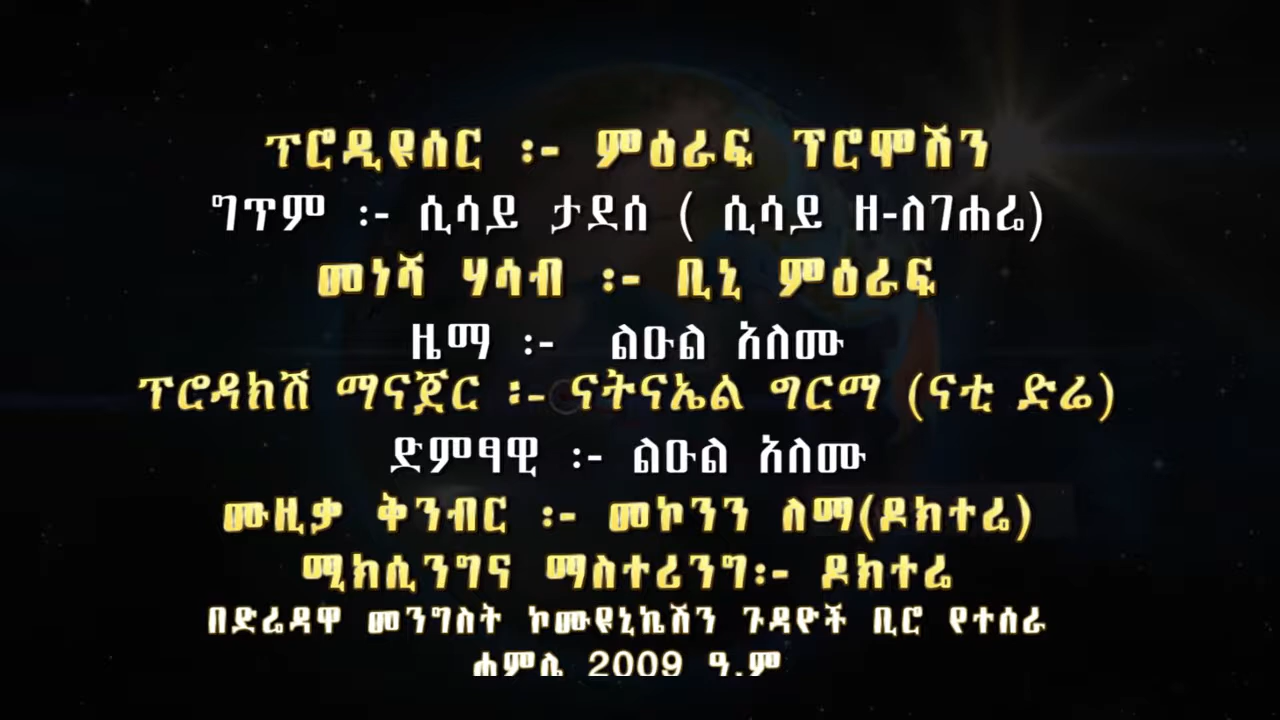 ፕሮዲዩሰር ፡- ምዕራፍ ፕሮሞሽን
ግጥም ፡- ሲሳይ ታደሰ ( ሲሳይ ዘ-ለገሐሬ)
መነሻ ሃሳብ ፡- ቢኒ ምዕራፍ
ዜማ ፡- ልዑል አለሙ
ፕሮዳክሽ ማናጀር ፡- ናትናኤል ግርማ (ናቲ ድሬ)
ድምፃዊ ፡- ልዑል አለሙ
ሙዚቃ ቅንብር ፡- መኮንን ለማ(ዶክተሬ)
ሚክሲንግና ማስተሪንግ፡- ዶክተሬ
በድሬዳዋ መንግስት ኮሙዩኒኬሽን ጉዳዮች ቢሮ የተሰራ
ሐምሌ 2009 ዓ.ም